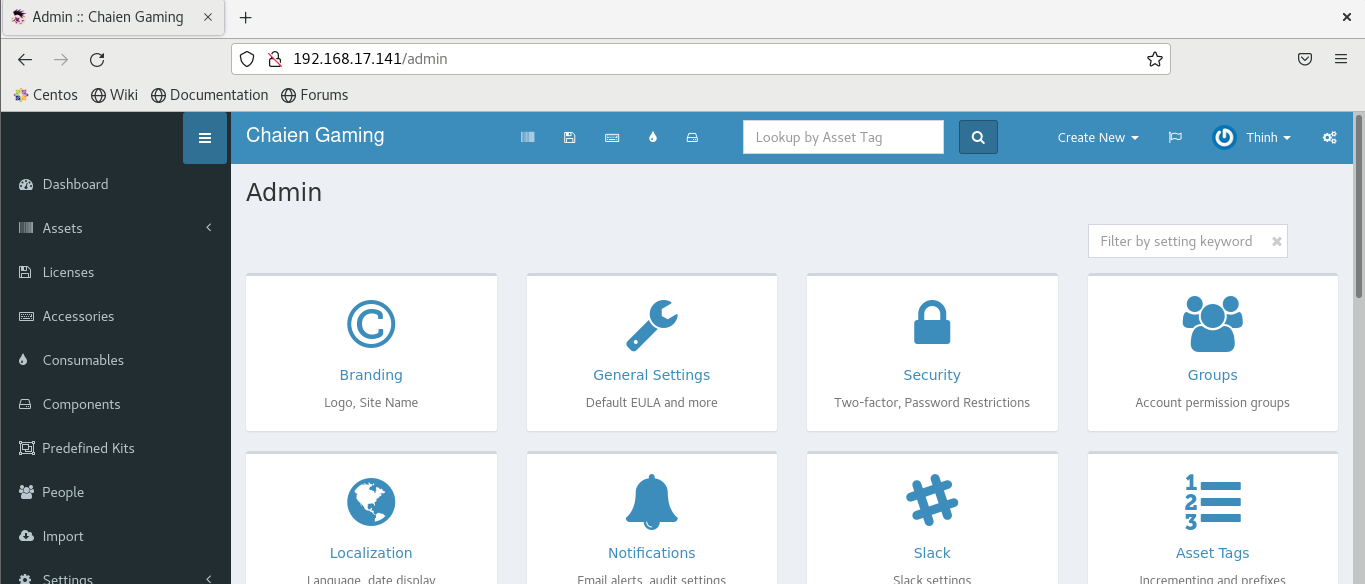 Admin :: Chaien Gaming
192.168.17.141/admin
Centos Wiki Documentation Forums
Chaien Gaming Lookup by Asset Tag Create New Thinh
Dashboard
Assets
Licenses
Accessories
Consumables
Components
Predefined Kits
People
Import
Settings
Admin
Filter by setting keyword
Branding
Logo, Site Name
General Settings
Default EULA and more
Security
Two-factor, Password Restrictions
Groups
Account permission groups
Localization
Language, date display
Notifications
Email alerts, audit settings
Slack
Slack settings
1
2
3
Asset Tags
Incrementing and prefixes